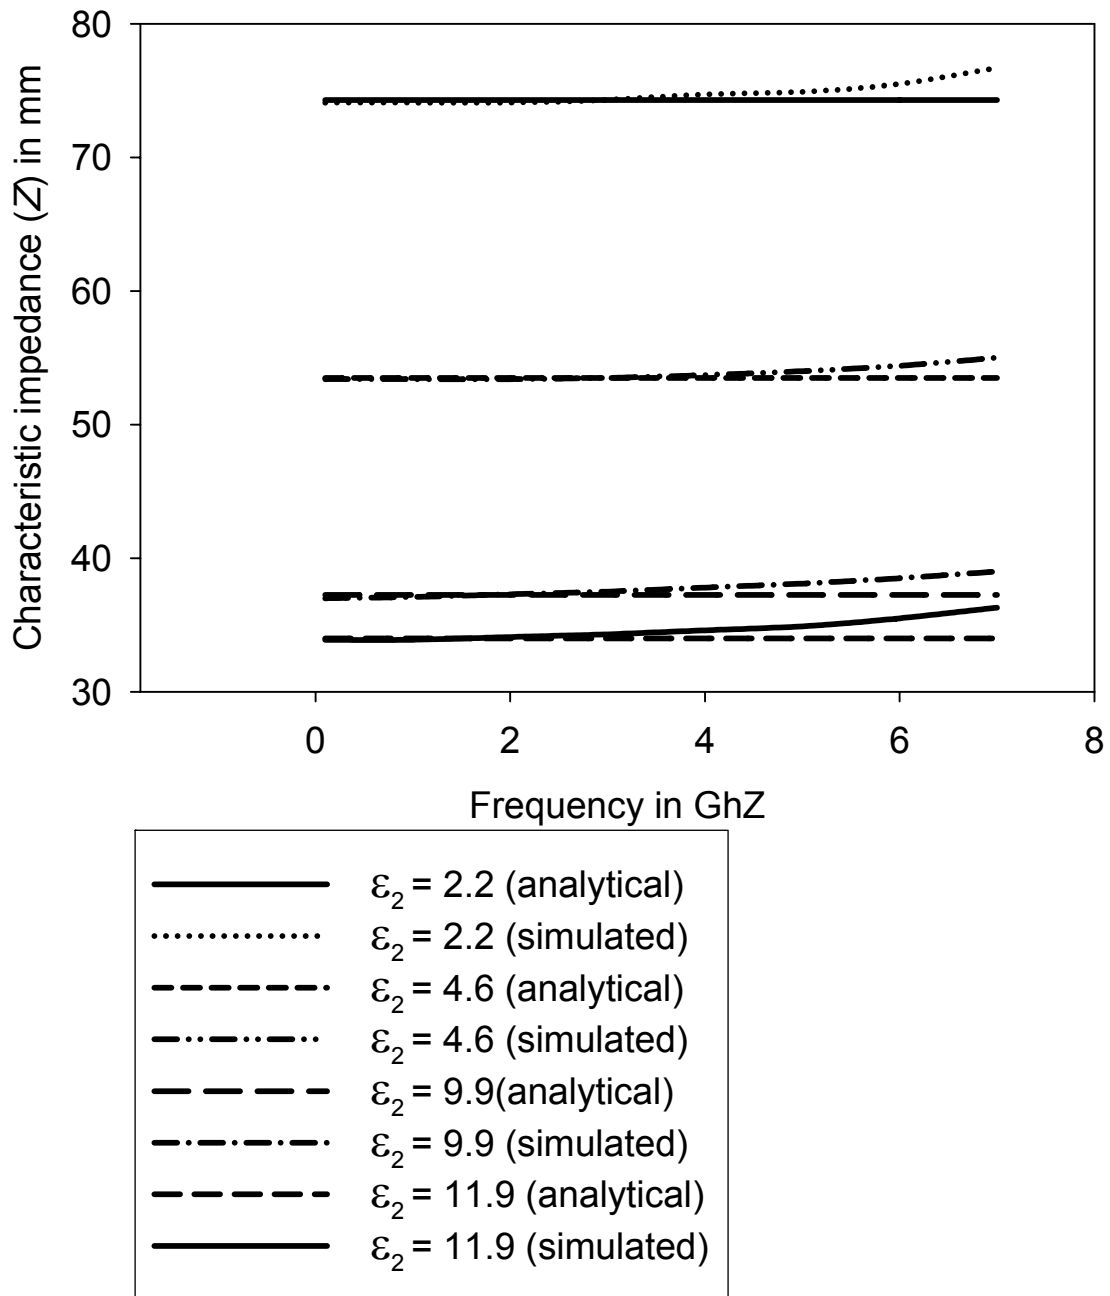 80
70
60
50
40
30
Characteristic impedance (Z) in mm
0 2 4 6 8
Frequency in GhZ
ε2 = 2.2 (analytical)
ε2 = 2.2 (simulated)
ε2 = 4.6 (analytical)
ε2 = 4.6 (simulated)
ε2 = 9.9(analytical)
ε2 = 9.9 (simulated)
ε2 = 11.9 (analytical)
ε2 = 11.9 (simulated)